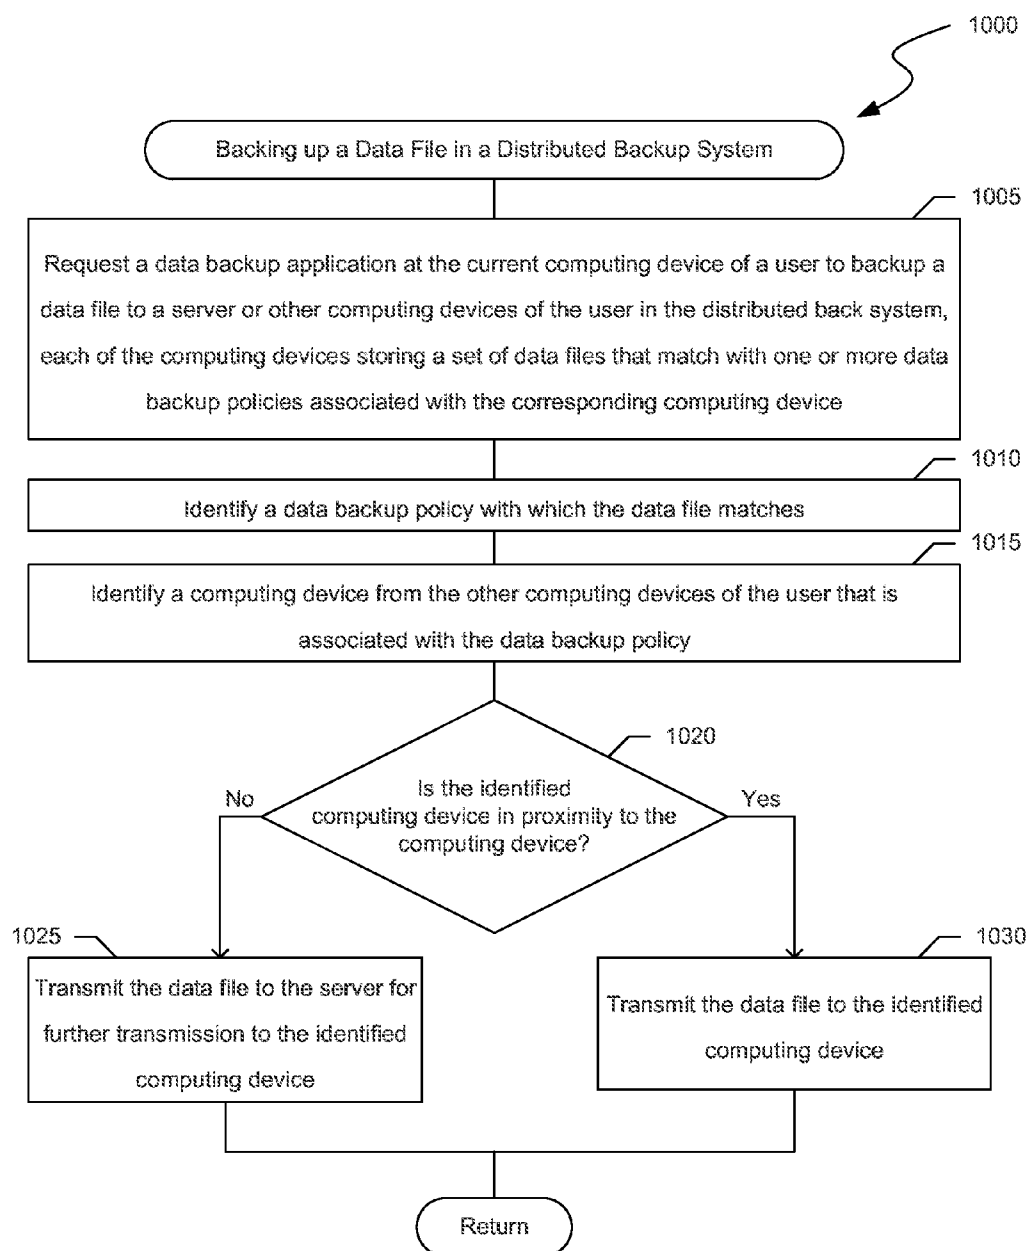 1000
Backing up a Data File in a Distributed Backup System
1005
Request a data backup application at the current computing device of a user to backup a
data file to a server or other computing devices of the user in the distributed back system,
each of the computing devices storing a set of data files that match with one or more data
backup policies associated with the corresponding computing device
1010
Identify a data backup policy with which the data file matches
1015
Identify a computing device from the other computing devices of the user that is
associated with the data backup policy
1020
Is the identified
computing device in proximity to the
computing device?
No
Yes
1025
Transmit the data file to the server for
further transmission to the identified
computing device
1030
Transmit the data file to the identified
computing device
Return